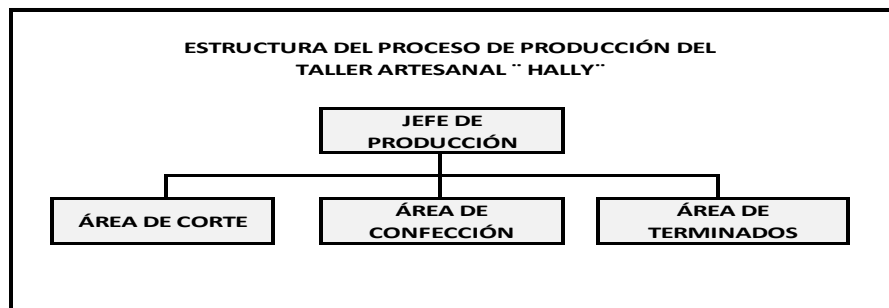 ESTRUCTURA DEL PROCESO DE PRODUCCIÓN DEL
TALLER ARTESANAL ¨ HALLY¨
JEFE DE
PRODUCCIÓN
ÁREA DE CORTE
ÁREA DE
CONFECCIÓN
ÁREA DE
TERMINADOS